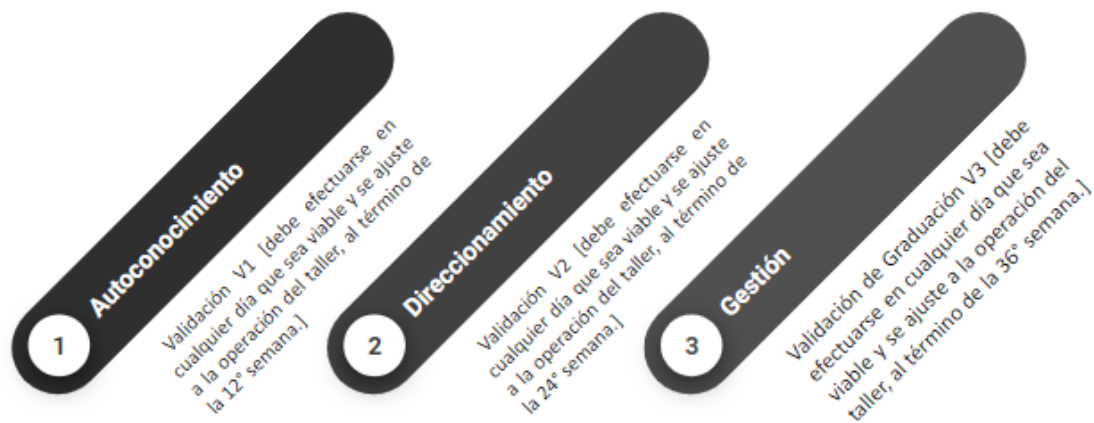 1
Autoconocimiento
Validación V1 [debe efectuarse en
cualquier día que sea viable y se ajuste
a la operación del taller, al término de
la 12° semana.]
2
Direccionamiento
Validación V2 [debe efectuarse en
cualquier día que sea viable y se ajuste
a la operación del taller, al término de
la 24° semana.]
3
Gestión
Validación de Graduación V3 [debe
efectuarse en cualquier día que sea
viable y se ajuste a la operación del
taller, al término de la 36° semana.]